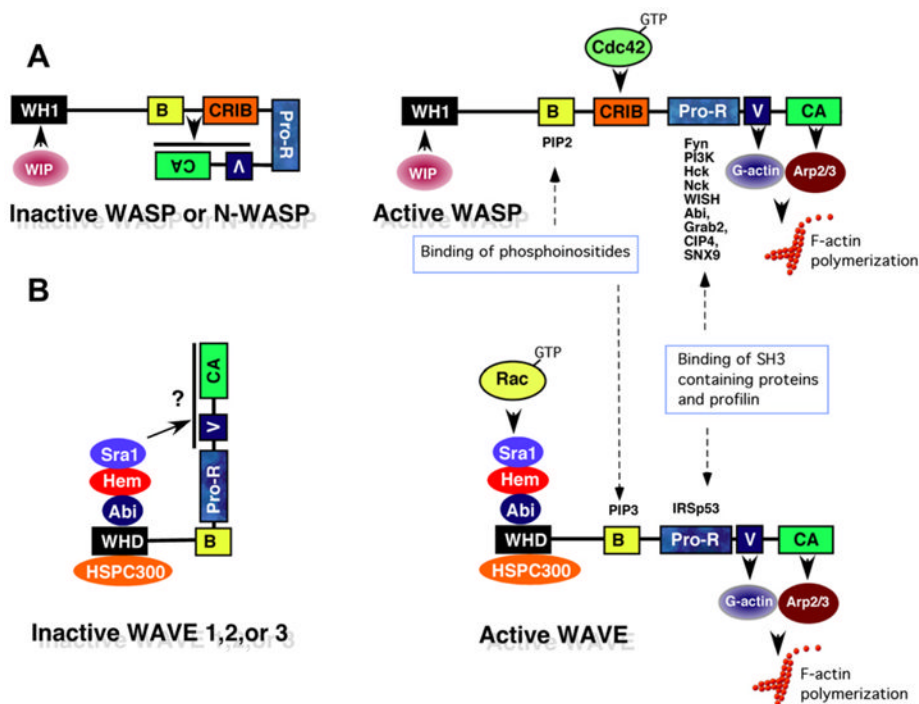 A
WH1
B
CRIB
Pro-R
CA
V
WIP
Inactive WASP or N-WASP
GTP
Cdc42
WH1
B
CRIB
Pro-R
V
CA
WIP
PIP2
Fyn
PI3K
Hck
Nck
WISH
Abi,
Grab2,
CIP4,
SNX9
G-actin
Arp2/3
Active WASP
F-actin
polymerization
Binding of phosphoinositides
Binding of SH3
containing proteins
and profilin
B
CA
?
V
Sra1
Hem
Abi
Pro-R
WHD
B
HSPC300
Inactive WAVE 1,2,or 3
GTP
Rac
Sra1
Hem
Abi
PIP3
IRSp53
WHD
B
Pro-R
V
CA
HSPC300
G-actin
Arp2/3
Active WAVE
F-actin
polymerization